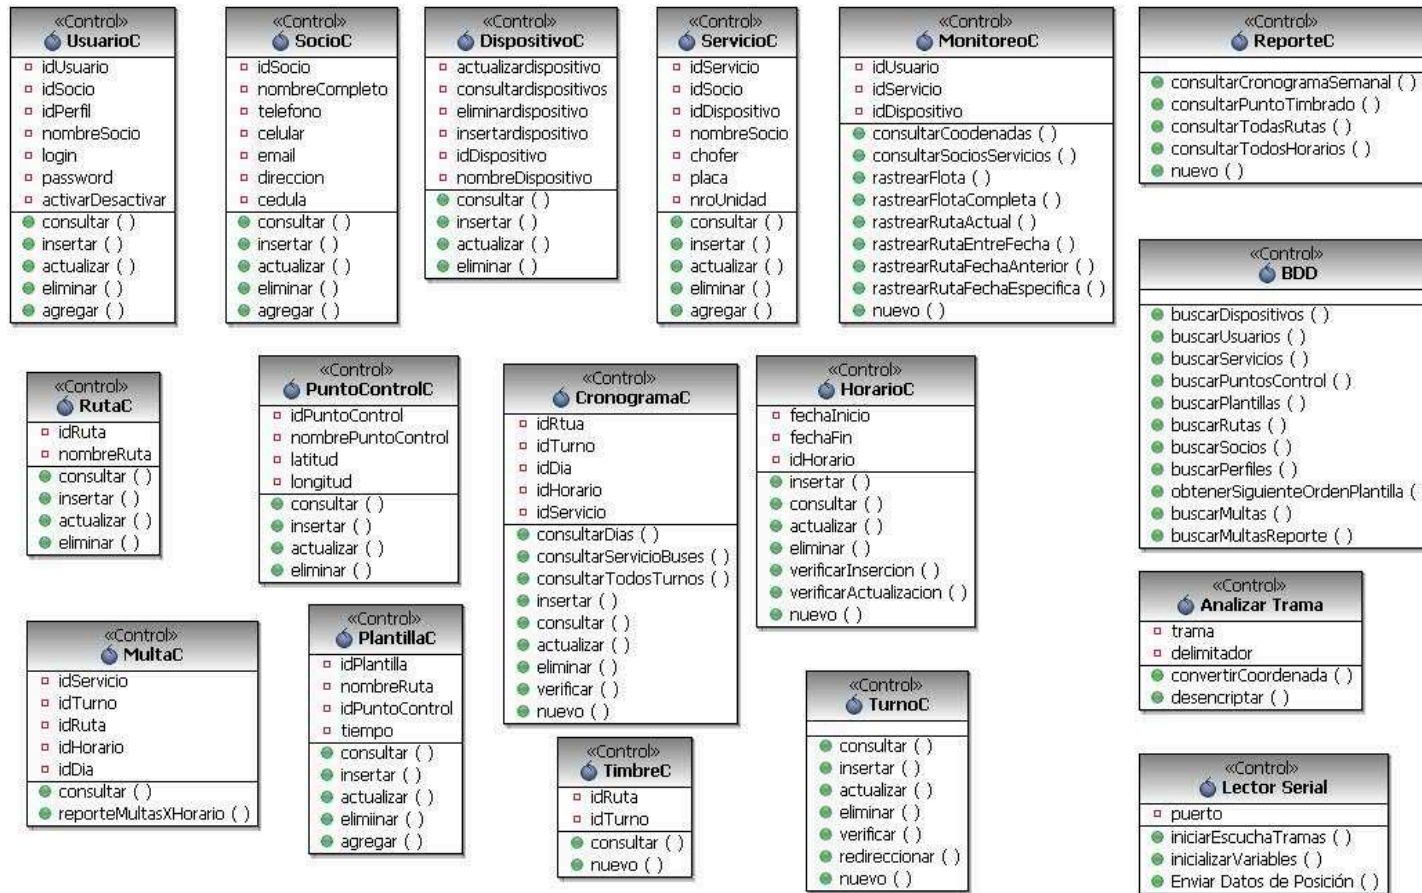 «Control»
UsuarioC
idUsuario
idSocio
idPerfil
nombreSocio
login
password
activarDesactivar
consultar ( )
insertar ( )
actualizar ( )
eliminar ( )
agregar ( )
«Control»
SocioC
idSocio
nombreCompleto
telefono
celular
email
direccion
cedula
consultar ( )
insertar ( )
actualizar ( )
eliminar ( )
agregar ( )
«Control»
DispositivoC
actualizardispositivo
consultardispositivos
eliminardispositivo
insertardispositivo
idDispositivo
nombreDispositivo
consultar ( )
insertar ( )
actualizar ( )
eliminar ( )
«Control»
ServicioC
idServicio
idSocio
idDispositivo
nombreSocio
chofer
placa
nroUnidad
consultar ( )
insertar ( )
actualizar ( )
eliminar ( )
agregar ( )
«Control»
MonitoreoC
idUsuario
idServicio
idDispositivo
consultarCoodenadas ( )
consultarSociosServicios ( )
rastrearFlota ( )
rastrearFlotaCompleta ( )
rastrearRutaActual ( )
rastrearRutaEntreFecha ( )
rastrearRutaFechaAnterior ( )
rastrearRutaFechaEspecifica ( )
nuevo ( )
«Control»
ReporteC
consultarCronogramaSemanal ( )
consultarPuntoTimbrado ( )
consultarTodasRutas ( )
consultarTodosHorarios ( )
nuevo ( )
«Control»
BDD
buscarDispositivos ( )
buscarUsuarios ( )
buscarServicios ( )
buscarPuntosControl ( )
buscarPlantillas ( )
buscarRutas ( )
buscarSocios ( )
buscarPerfiles ( )
obtenerSiguienteOrdenPlantilla (
buscarMultas ( )
buscarMultasReporte ( )
«Control»
RutaC
idRuta
nombreRuta
consultar ( )
insertar ( )
actualizar ( )
eliminar ( )
«Control»
PuntoControlC
idPuntoControl
nombrePuntoControl
latitud
longitud
consultar ( )
insertar ( )
actualizar ( )
eliminar ( )
«Control»
CronogramaC
idRtua
idTurno
idDia
idHorario
idServicio
consultarDias ( )
consultarServicioBuses ( )
consultarTodosTurnos ( )
insertar ( )
consultar ( )
actualizar ( )
eliminar ( )
verificar ( )
nuevo ( )
«Control»
HorarioC
fechaInicio
fechaFin
idHorario
insertar ( )
consultar ( )
actualizar ( )
eliminar ( )
verificarInsercion ( )
verificarActualizacion ( )
nuevo ( )
«Control»
Analizar Trama
trama
delimitador
convertirCoordenada ( )
desencriptar ( )
«Control»
MultaC
idServicio
idTurno
idRuta
idHorario
idDia
consultar ( )
reporteMultasXHorario ( )
«Control»
PlantillaC
idPlantilla
nombreRuta
idPuntoControl
tiempo
consultar ( )
insertar ( )
actualizar ( )
elimiinar ( )
agregar ( )
«Control»
TimbreC
idRuta
idTurno
consultar ( )
nuevo ( )
«Control»
TurnoC
consultar ( )
insertar ( )
actualizar ( )
eliminar ( )
verificar ( )
redireccionar ( )
nuevo ( )
«Control»
Lector Serial
puerto
iniciarEscuchaTramas ( )
inicializarVariables ( )
Enviar Datos de Posición ( )